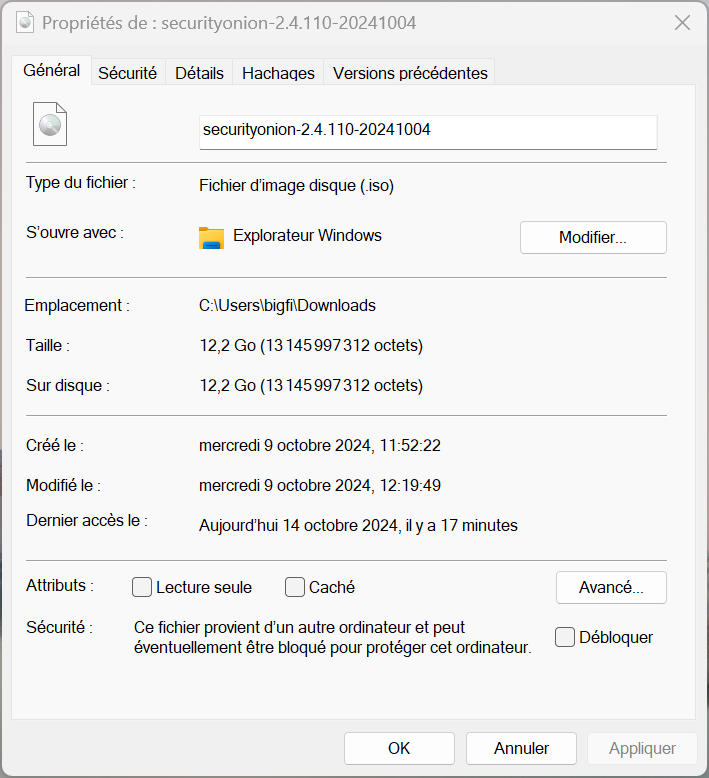 Propriétés de : securityonion-2.4.110-20241004
Général Sécurité Détails Hachages Versions précédentes
securityonion-2.4.110-20241004
Type du fichier : Fichier d'image disque (.iso)
S'ouvre avec : Explorateur Windows Modifier...
Emplacement : C:\Users\bigfi\Downloads
Taille : 12,2 Go (13 145 997 312 octets)
Sur disque : 12,2 Go (13 145 997 312 octets)
Créé le : mercredi 9 octobre 2024, 11:52:22
Modifié le : mercredi 9 octobre 2024, 12:19:49
Dernier accès le : Aujourd'hui 14 octobre 2024, il y a 17 minutes
Attributs : Lecture seule Caché Avancé...
Sécurité : Ce fichier provient d'un autre ordinateur et peut
éventuellement être bloqué pour protéger cet ordinateur. Débloquer
OK Annuler Appliquer